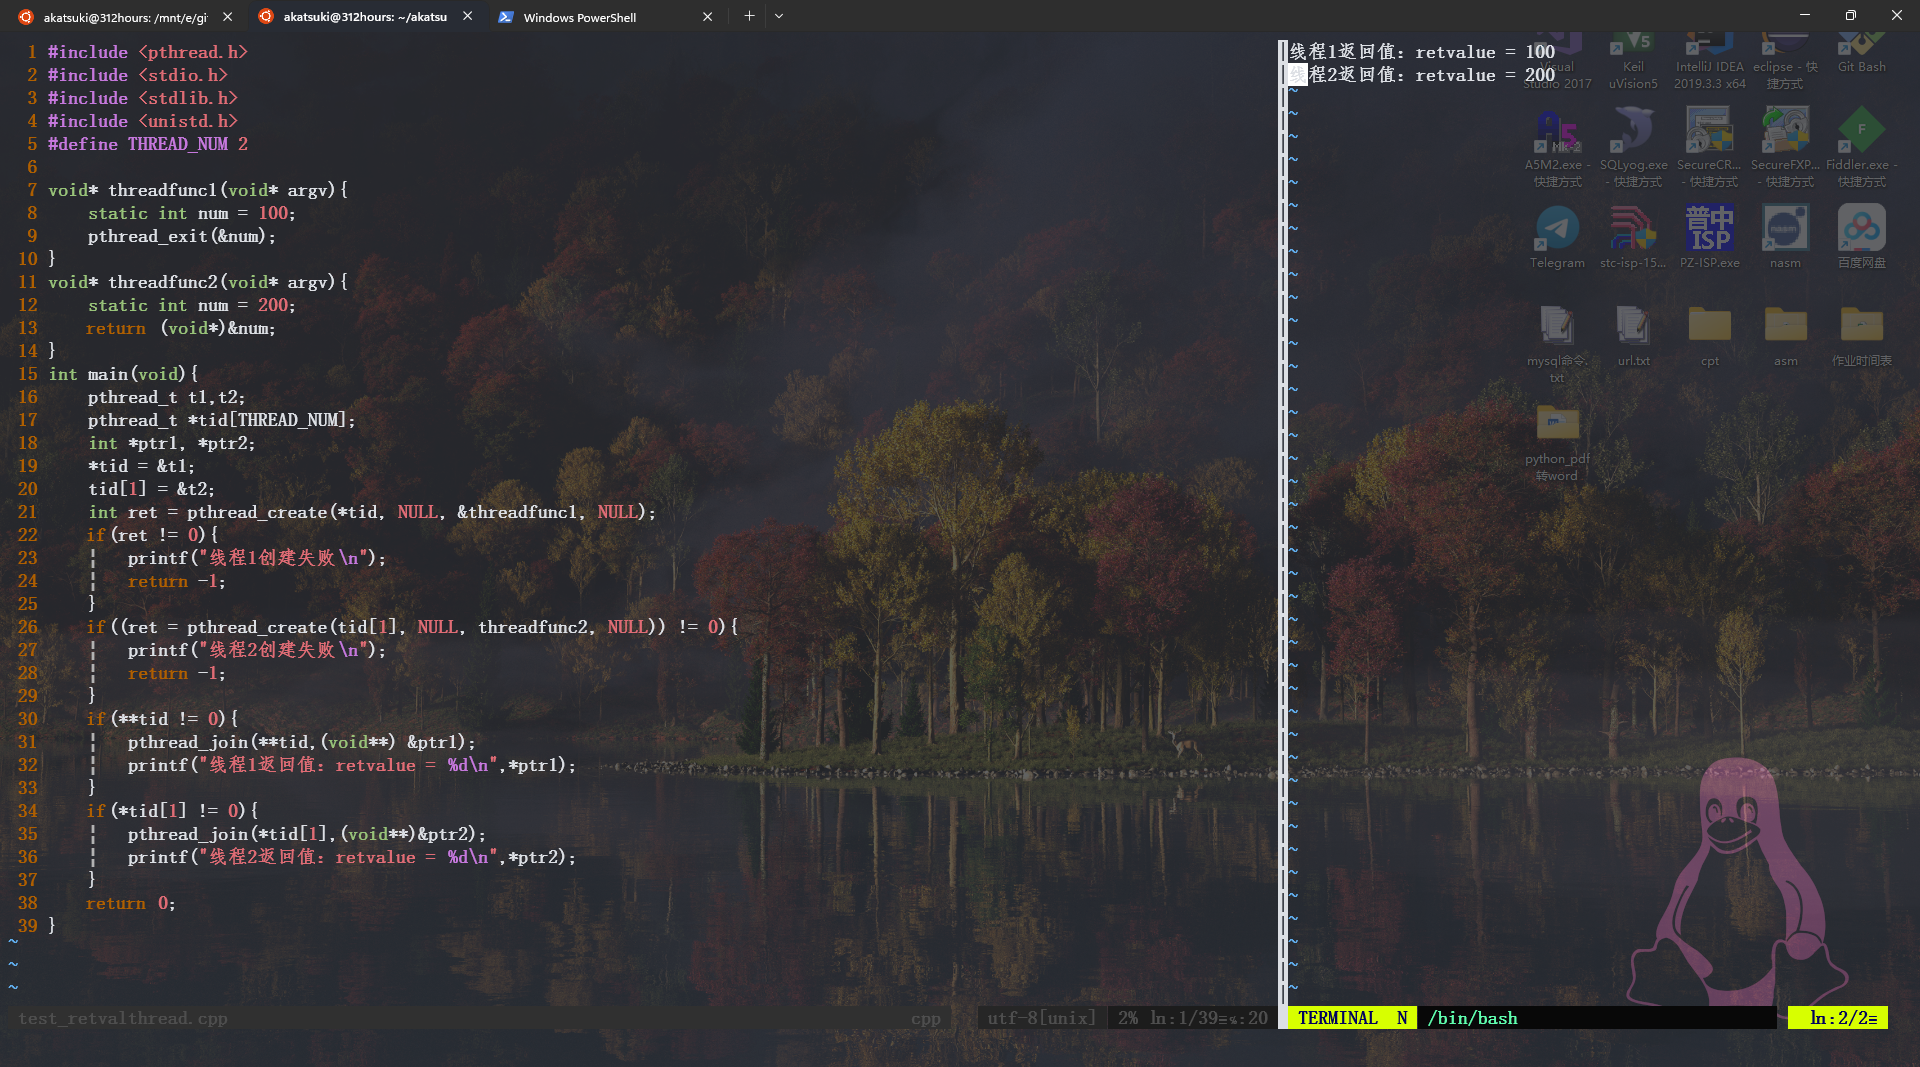 akatsuki@312hours: /mnt/e/gi
akatsuki@312hours: ~/akatsu
Windows PowerShell
1 #include <pthread.h>
2 #include <stdio.h>
3 #include <stdlib.h>
4 #include <unistd.h>
5 #define THREAD_NUM 2
6
7 void* threadfunc1(void* argv){
8     static int num = 100;
9     pthread_exit(&num);
10 }
11 void* threadfunc2(void* argv){
12     static int num = 200;
13     return (void*)&num;
14 }
15 int main(void){
16     pthread_t t1,t2;
17     pthread_t *tid[THREAD_NUM];
18     int *ptr1, *ptr2;
19     *tid = &t1;
20     tid[1] = &t2;
21     int ret = pthread_create(*tid, NULL, &threadfunc1, NULL);
22     if(ret != 0){
23     ¦   printf("线程1创建失败\n");
24     ¦   return -1;
25     }
26     if((ret = pthread_create(tid[1], NULL, threadfunc2, NULL)) != 0){
27     ¦   printf("线程2创建失败\n");
28     ¦   return -1;
29     }
30     if(**tid != 0){
31     ¦   pthread_join(**tid,(void**) &ptr1);
32     ¦   printf("线程1返回值: retvalue = %d\n",*ptr1);
33     }
34     if(*tid[1] != 0){
35     ¦   pthread_join(*tid[1],(void**)&ptr2);
36     ¦   printf("线程2返回值: retvalue = %d\n",*ptr2);
37     }
38     return 0;
39 }
~
~
~
test_retvalthread.cpp
cpp
utf-8[unix]
2% ln:1/39≡℅:20
线程1返回值: retvalue = 100
线程2返回值: retvalue = 200
Visual Studio 2017
Keil uVision5
IntelliJ IDEA 2019.3.3 x64
eclipse - 快捷方式
Git Bash
A5M2.exe - 快捷方式
SQLyog.exe - 快捷方式
SecureCR... - 快捷方式
SecureFXP... - 快捷方式
Fiddler.exe - 快捷方式
普中
ISP
nasm
Telegram
stc-isp-15...
PZ-ISP.exe
nasm
百度网盘
mysql命令.txt
url.txt
cpt
asm
作业时间表
python_pdf转word
TERMINAL N
/bin/bash
ln:2/2≡